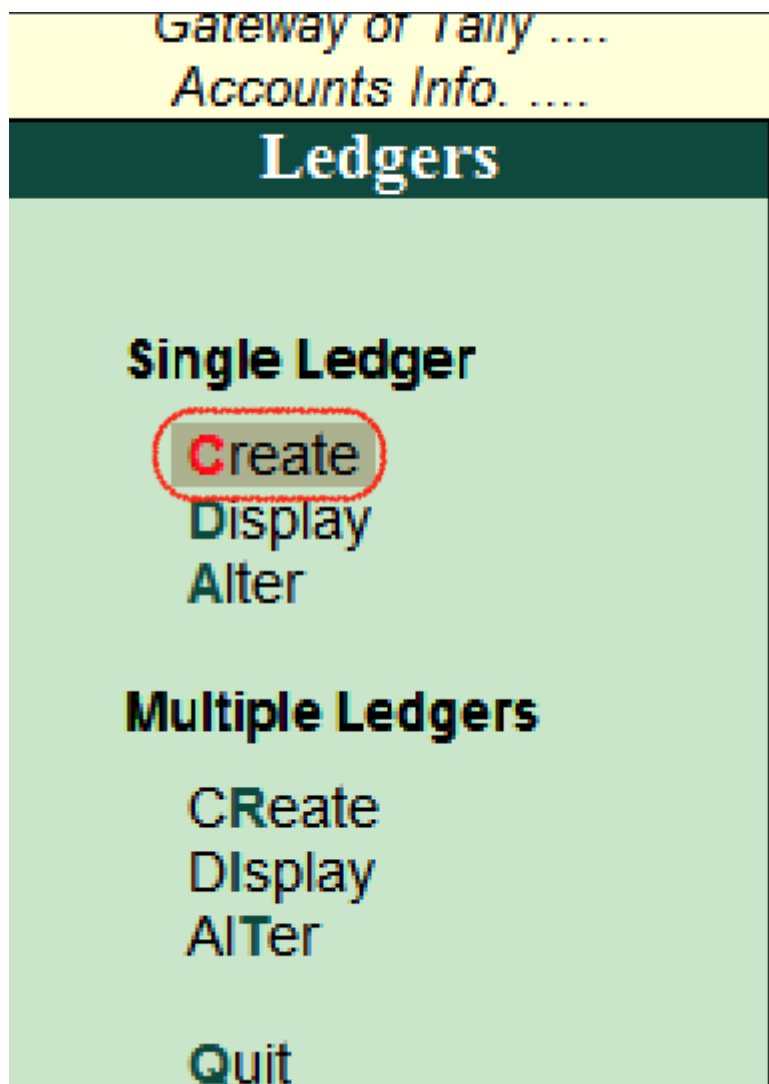 Gateway of Tally ....
Accounts Info. ....
Ledgers
Single Ledger
Create
Display
Alter
Multiple Ledgers
CReate
DIsplay
AlTer
Quit